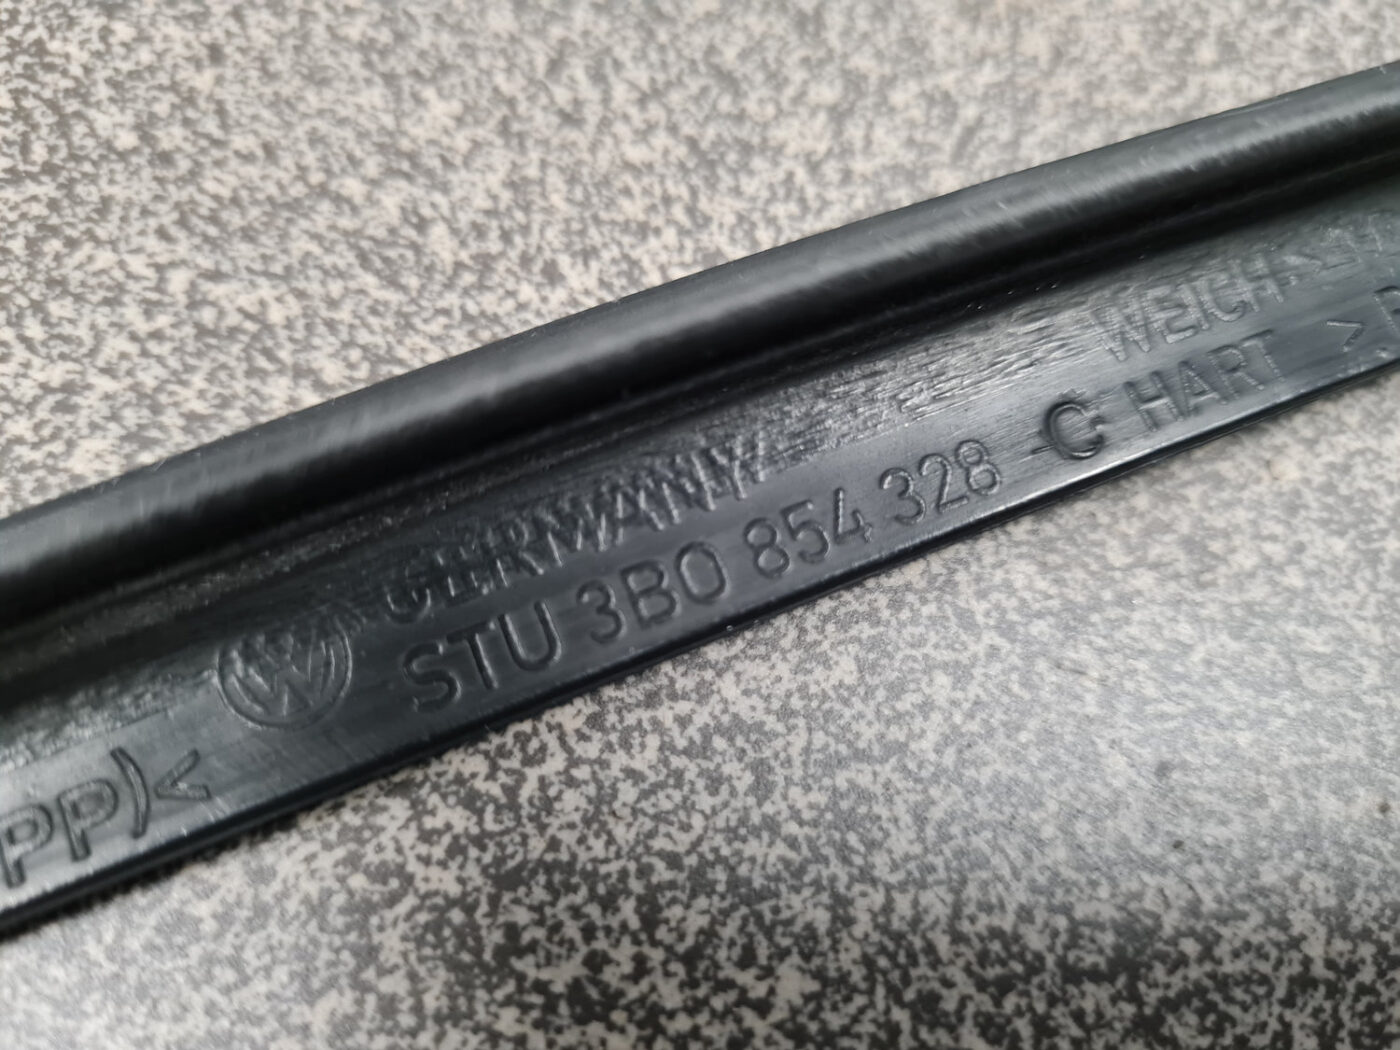 GERMANY
WEICH >
STU 3B0 854 328 C HART >
PP)<